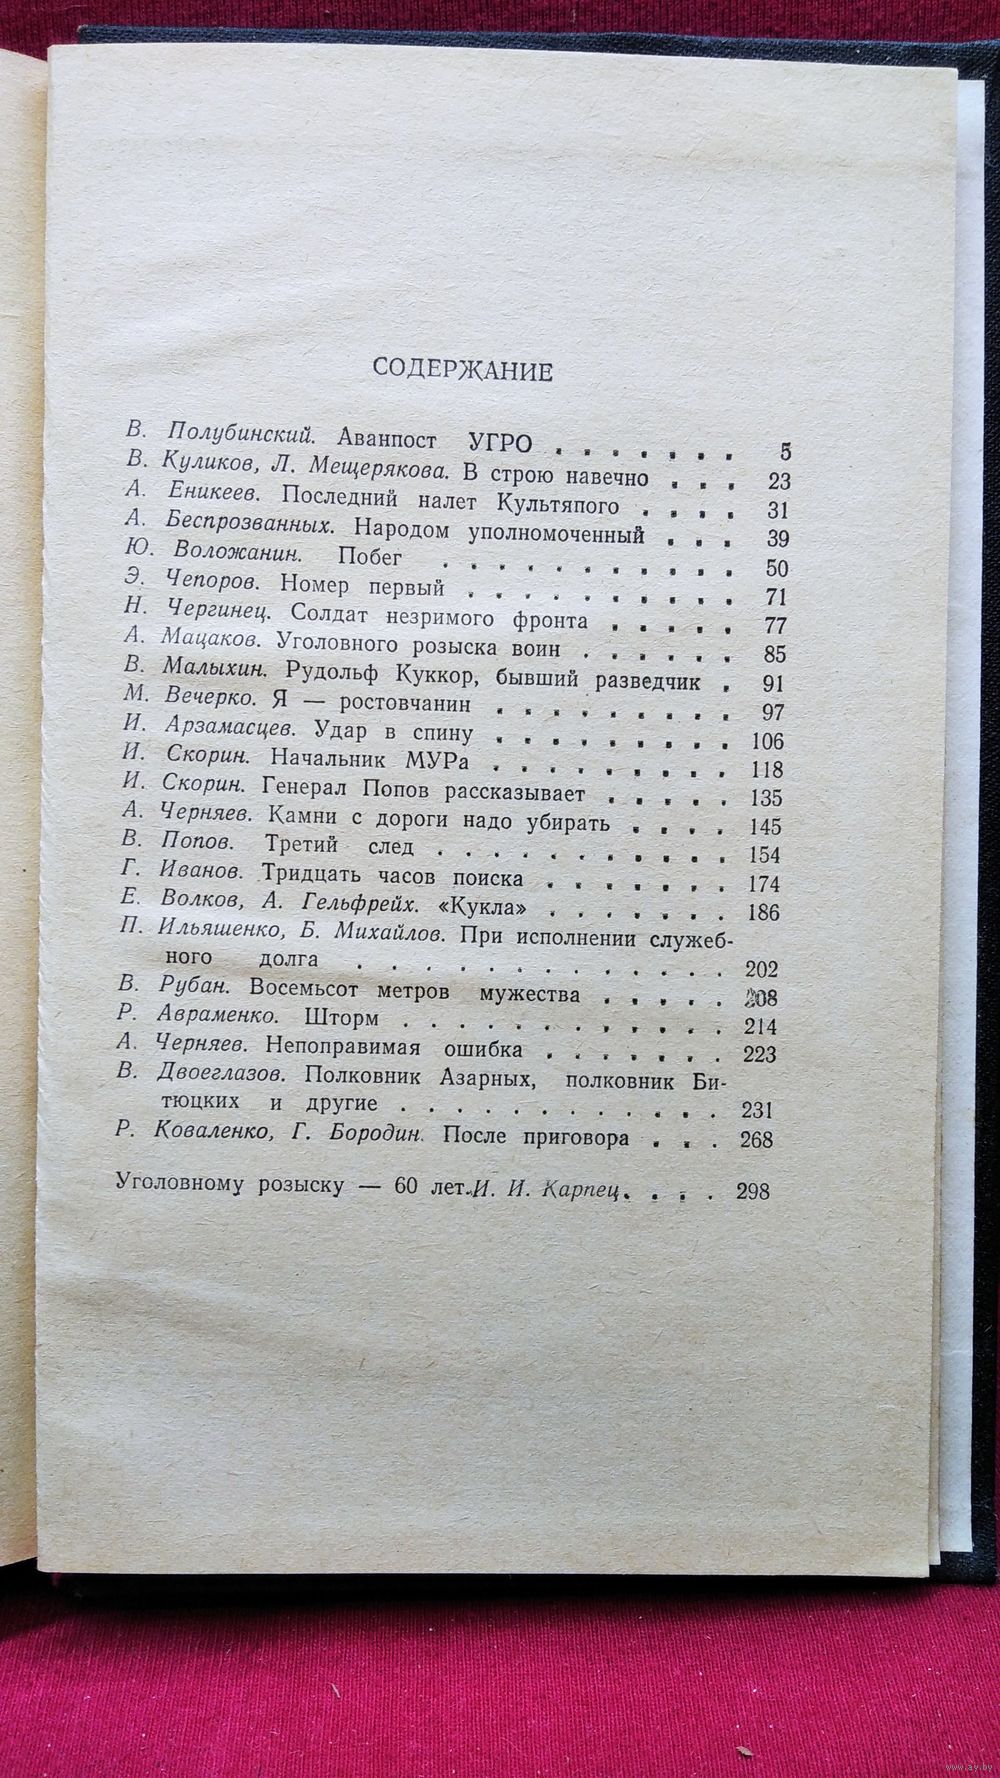 СОДЕРЖАНИЕ
В. Полубинский. Аванпост УГРО . . . . . . . 5
В. Куликов, Л. Мещерякова. В строю навечно . . . 23
А. Еникеев. Последний налет Культяпого . . . . 31
А. Беспрозванных. Народом уполномоченный . . . 39
Ю. Воложанин. Побег . . . . . . . . . . . 50
Э. Чепоров. Номер первый . . . . . . . . . . 71
Н. Чергинец. Солдат незримого фронта . . . . . 77
А. Мацаков. Уголовного розыска воин . . . . . . 85
В. Малыхин. Рудольф Куккор, бывший разведчик . 91
М. Вечерко. Я — ростовчанин . . . . . . . . . 97
И. Арзамасцев. Удар в спину . . . . . . . . . 106
И. Скорин. Начальник МУРа . . . . . . . . . 118
И. Скорин. Генерал Попов рассказывает . . . . . 135
А. Черняев. Камни с дороги надо убирать . . . . 145
В. Попов. Третий след . . . . . . . . . . . 154
Г. Иванов. Тридцать часов поиска . . . . . . . 174
Е. Волков, А. Гельфрейх. «Кукла» . . . . . . . 186
П. Ильяшенко, Б. Михайлов. При исполнении служеб-
ного долга . . . . . . . . . . . . . . 202
В. Рубан. Восемьсот метров мужества . . . . . 208
Р. Авраменко. Шторм . . . . . . . . . . . . 214
А. Черняев. Непоправимая ошибка . . . . . . . 223
В. Двоеглазов. Полковник Азарных, полковник Би-
тюцких и другие . . . . . . . . . . . . 231
Р. Коваленко, Г. Бородин. После приговора . . . 268
Уголовному розыску — 60 лет. И. И. Карпец. . . . 298
www.ay.by